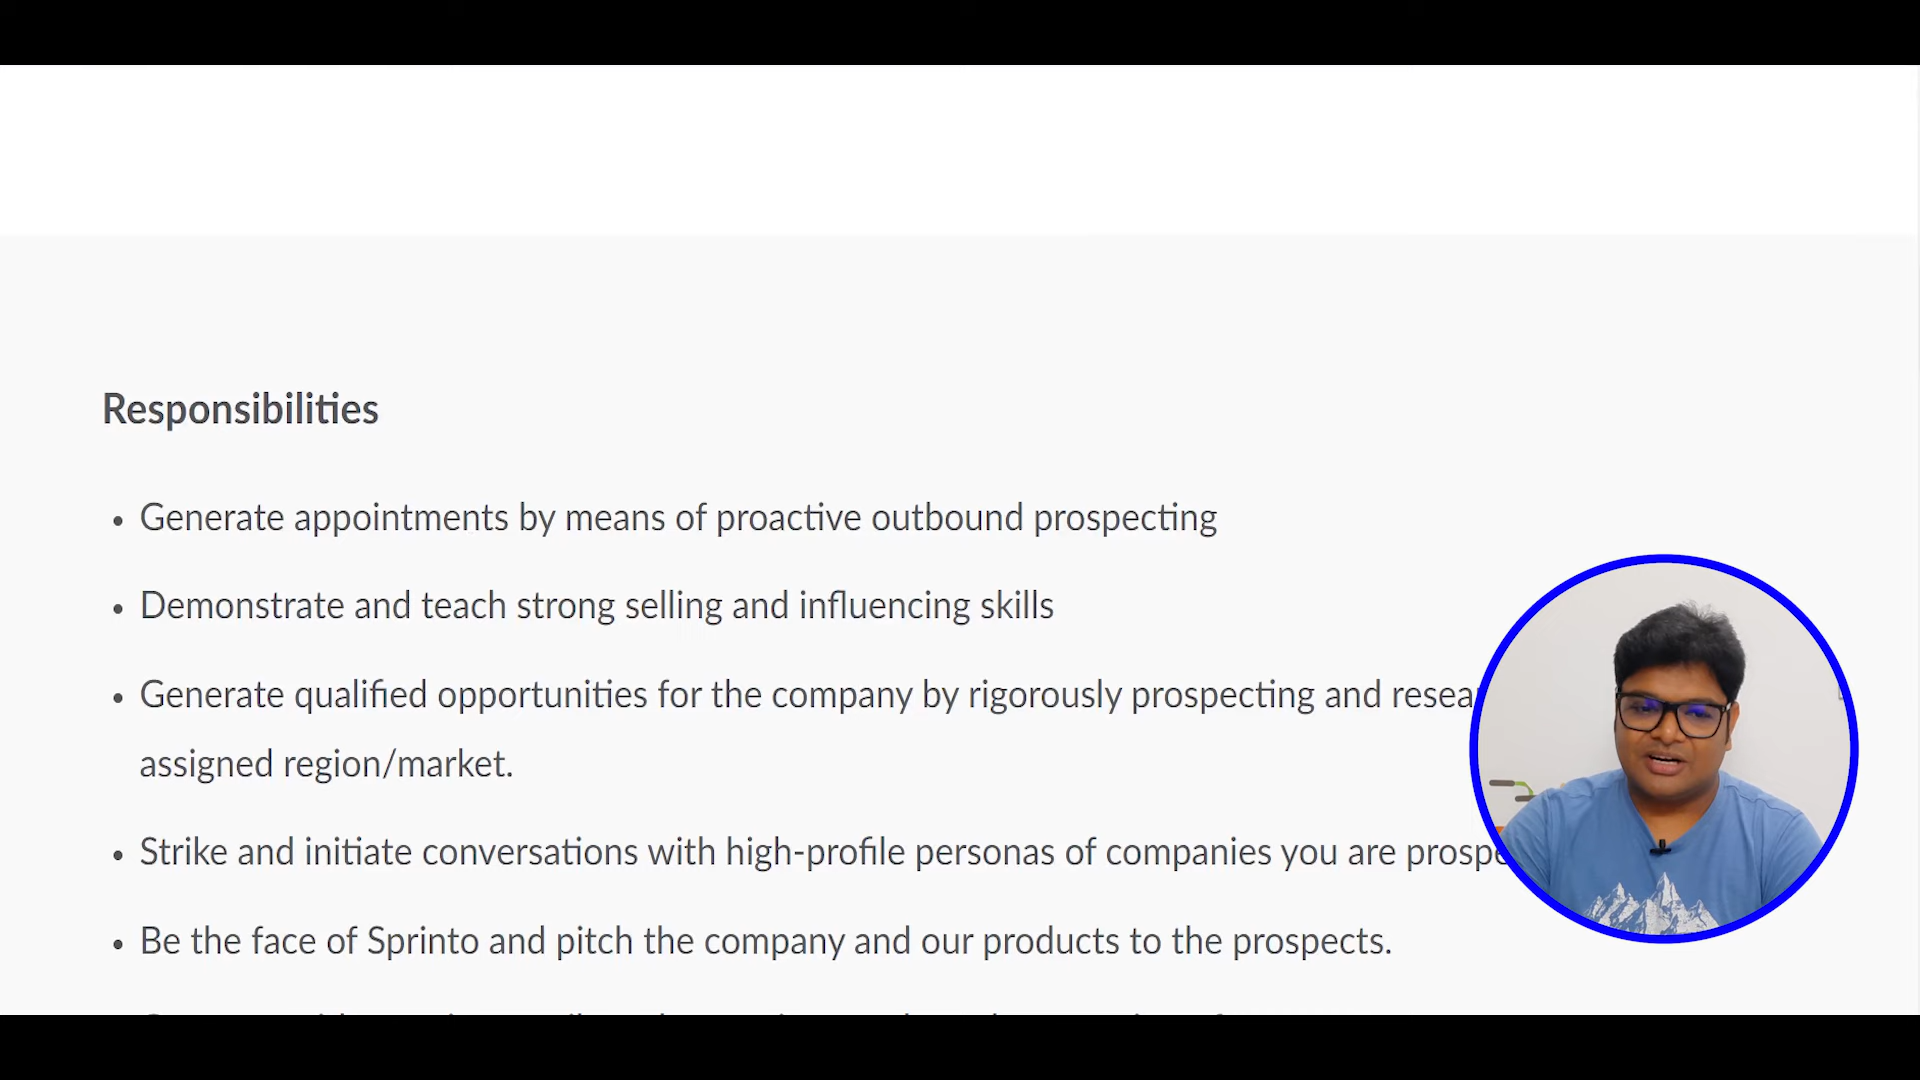 Responsibilities
• Generate appointments by means of proactive outbound prospecting
• Demonstrate and teach strong selling and influencing skills
• Generate qualified opportunities for the company by rigorously prospecting and
assigned region/market.
• Strike and initiate conversations with high-profile personas of companies you are
• Be the face of Sprinto and pitch the company and our products to the prospects.